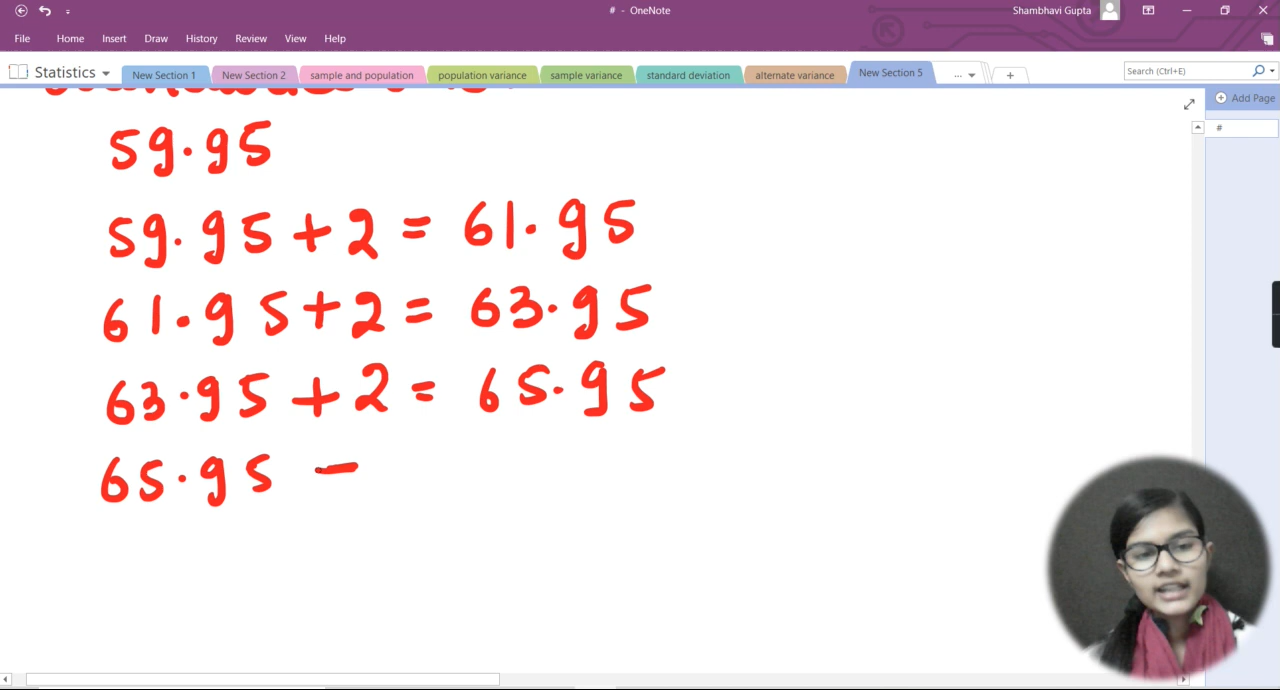 # - OneNote
Shambhavi Gupta
File Home Insert Draw History Review View Help
Statistics
New Section 1
New Section 2
sample and population
population variance
sample variance
standard deviation
alternate variance
New Section 5
...
+
Search (Ctrl+E)
Add Page
#
59.95
59.95 + 2 = 61.95
61.95 + 2 = 63.95
63.95 + 2 = 65.95
65.95 -